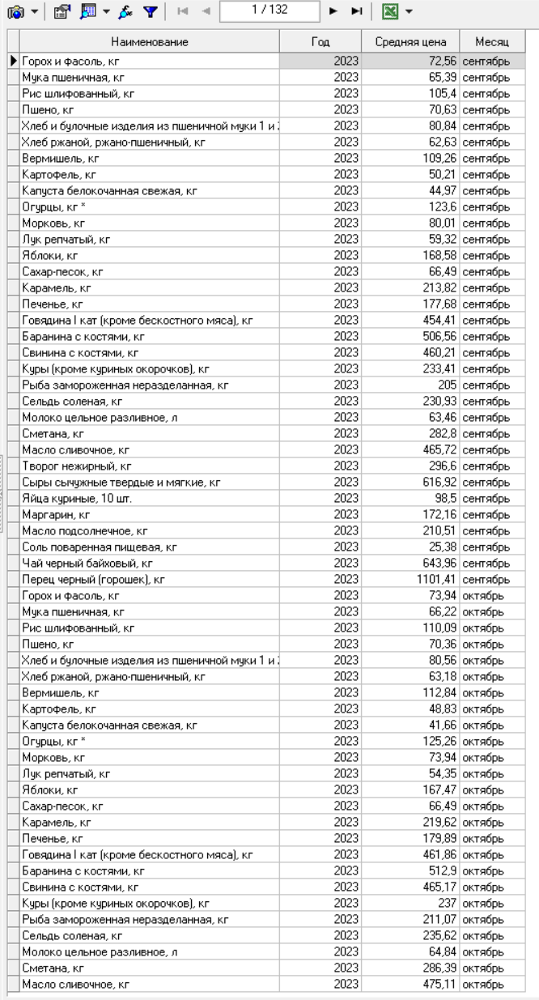 1 / 132
Наименование Год Средняя цена Месяц
Горох и фасоль, кг 2023 72,56 сентябрь
Мука пшеничная, кг 2023 65,39 сентябрь
Рис шлифованный, кг 2023 105,4 сентябрь
Пшено, кг 2023 70,63 сентябрь
Хлеб и булочные изделия из пшеничной муки 1 и 2023 80,84 сентябрь
Хлеб ржаной, ржано-пшеничный, кг 2023 62,63 сентябрь
Вермишель, кг 2023 109,26 сентябрь
Картофель, кг 2023 50,21 сентябрь
Капуста белокочанная свежая, кг 2023 44,97 сентябрь
Огурцы, кг * 2023 123,6 сентябрь
Морковь, кг 2023 80,01 сентябрь
Лук репчатый, кг 2023 59,32 сентябрь
Яблоки, кг 2023 168,58 сентябрь
Сахар-песок, кг 2023 66,49 сентябрь
Карамель, кг 2023 213,82 сентябрь
Печенье, кг 2023 177,68 сентябрь
Говядина I кат (кроме бескостного мяса), кг 2023 454,41 сентябрь
Баранина с костями, кг 2023 506,56 сентябрь
Свинина с костями, кг 2023 460,21 сентябрь
Куры (кроме куриных окорочков), кг 2023 233,41 сентябрь
Рыба замороженная неразделанная, кг 2023 205 сентябрь
Сельдь соленая, кг 2023 230,93 сентябрь
Молоко цельное разливное, л 2023 63,46 сентябрь
Сметана, кг 2023 282,8 сентябрь
Масло сливочное, кг 2023 465,72 сентябрь
Творог нежирный, кг 2023 296,6 сентябрь
Сыры сычужные твердые и мягкие, кг 2023 616,92 сентябрь
Яйца куриные, 10 шт. 2023 98,5 сентябрь
Маргарин, кг 2023 172,16 сентябрь
Масло подсолнечное, кг 2023 210,51 сентябрь
Соль поваренная пищевая, кг 2023 25,38 сентябрь
Чай черный байховый, кг 2023 643,96 сентябрь
Перец черный (горошек), кг 2023 1101,41 сентябрь
Горох и фасоль, кг 2023 73,94 октябрь
Мука пшеничная, кг 2023 66,22 октябрь
Рис шлифованный, кг 2023 110,09 октябрь
Пшено, кг 2023 70,36 октябрь
Хлеб и булочные изделия из пшеничной муки 1 и 2023 80,56 октябрь
Хлеб ржаной, ржано-пшеничный, кг 2023 63,18 октябрь
Вермишель, кг 2023 112,84 октябрь
Картофель, кг 2023 48,83 октябрь
Капуста белокочанная свежая, кг 2023 41,66 октябрь
Огурцы, кг * 2023 125,26 октябрь
Морковь, кг 2023 73,94 октябрь
Лук репчатый, кг 2023 54,35 октябрь
Яблоки, кг 2023 167,47 октябрь
Сахар-песок, кг 2023 66,49 октябрь
Карамель, кг 2023 219,62 октябрь
Печенье, кг 2023 179,89 октябрь
Говядина I кат (кроме бескостного мяса), кг 2023 461,86 октябрь
Баранина с костями, кг 2023 512,9 октябрь
Свинина с костями, кг 2023 465,17 октябрь
Куры (кроме куриных окорочков), кг 2023 237 октябрь
Рыба замороженная неразделанная, кг 2023 211,07 октябрь
Сельдь соленая, кг 2023 235,62 октябрь
Молоко цельное разливное, л 2023 64,84 октябрь
Сметана, кг 2023 286,39 октябрь
Масло сливочное, кг 2023 475,11 октябрь